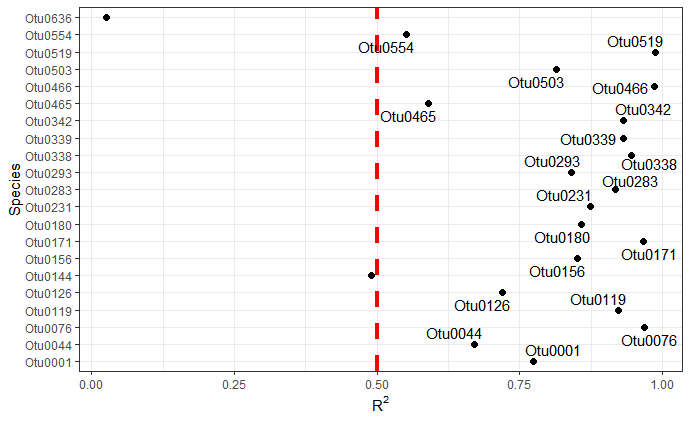 Otu0636
Otu0554
Otu0519
Otu0503
Otu0466
Otu0465
Otu0342
Otu0339
Otu0338
Otu0293
Otu0283
Otu0231
Otu0180
Otu0171
Otu0156
Otu0144
Otu0126
Otu0119
Otu0076
Otu0044
Otu0001
Species
Otu0519
Otu0554
Otu0503
Otu0466
Otu0342
Otu0465
Otu0339
Otu0293
Otu0338
Otu0283
Otu0231
Otu0180
Otu0171
Otu0156
Otu0119
Otu0126
Otu0044
Otu0076
Otu0001
0.00
0.25
0.50
0.75
1.00
R²